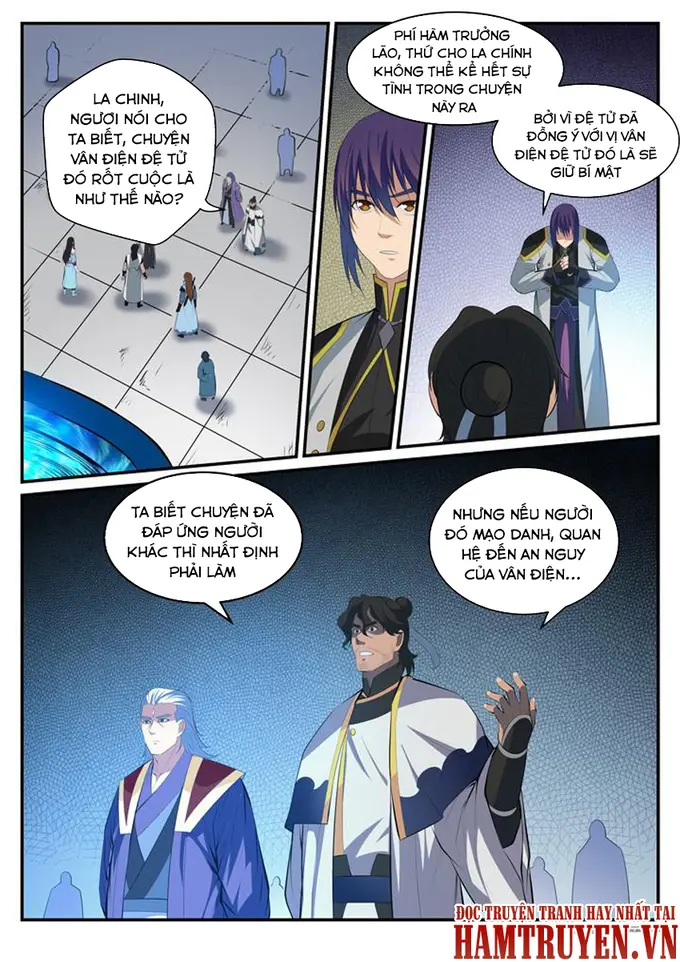 LA CHINH,
NGƯƠI NÓI CHO
TA BIẾT, CHUYỆN
VÂN ĐIỆN ĐỆ TỬ
ĐÓ RỐT CUỘC LÀ
NHƯ THẾ NÀO?
PHÍ HÂM TRƯỞNG
LÃO, THỨ CHO LA CHÍNH
KHÔNG THỂ KỂ HẾT SỰ
TÌNH TRONG CHUYỆN
NÀY RA
BỞI VÌ ĐỆ TỬ ĐÃ
ĐỒNG Ý VỚI VỊ VÂN
ĐIỆN ĐỆ TỬ ĐÓ LÀ SẼ
GIỮ BÍ MẬT
TA BIẾT CHUYỆN ĐÃ
ĐÁP ỨNG NGƯỜI
KHÁC THÌ NHẤT ĐỊNH
PHẢI LÀM
NHƯNG NẾU NGƯỜI
ĐÓ MẠO DANH, QUAN
HỆ ĐẾN AN NGUY
CỦA VÂN ĐIỆN...
ĐỌC TRUYỆN TRANH HAY NHẤT TẠI
HAMTRUYEN.VN